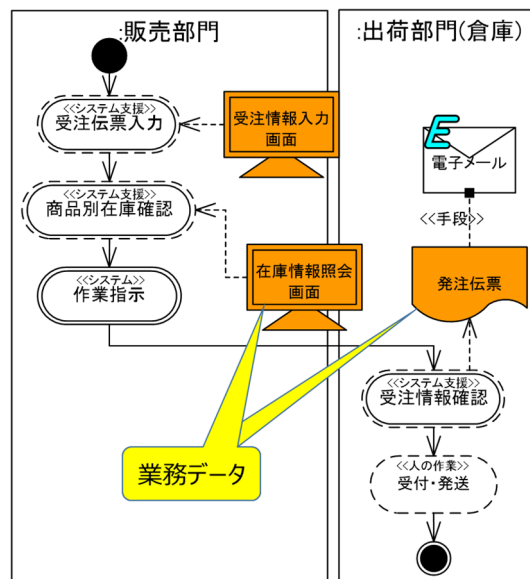 :販売部門
:出荷部門(倉庫)
<<システム支援>>
受注伝票入力
受注情報入力
画面
E
電子メール
<<システム支援>>
商品別在庫確認
<<手段>>
<<システム>>
作業指示
在庫情報照会
画面
発注伝票
<<システム支援>>
受注情報確認
業務データ
<<人の作業>>
受付・発送